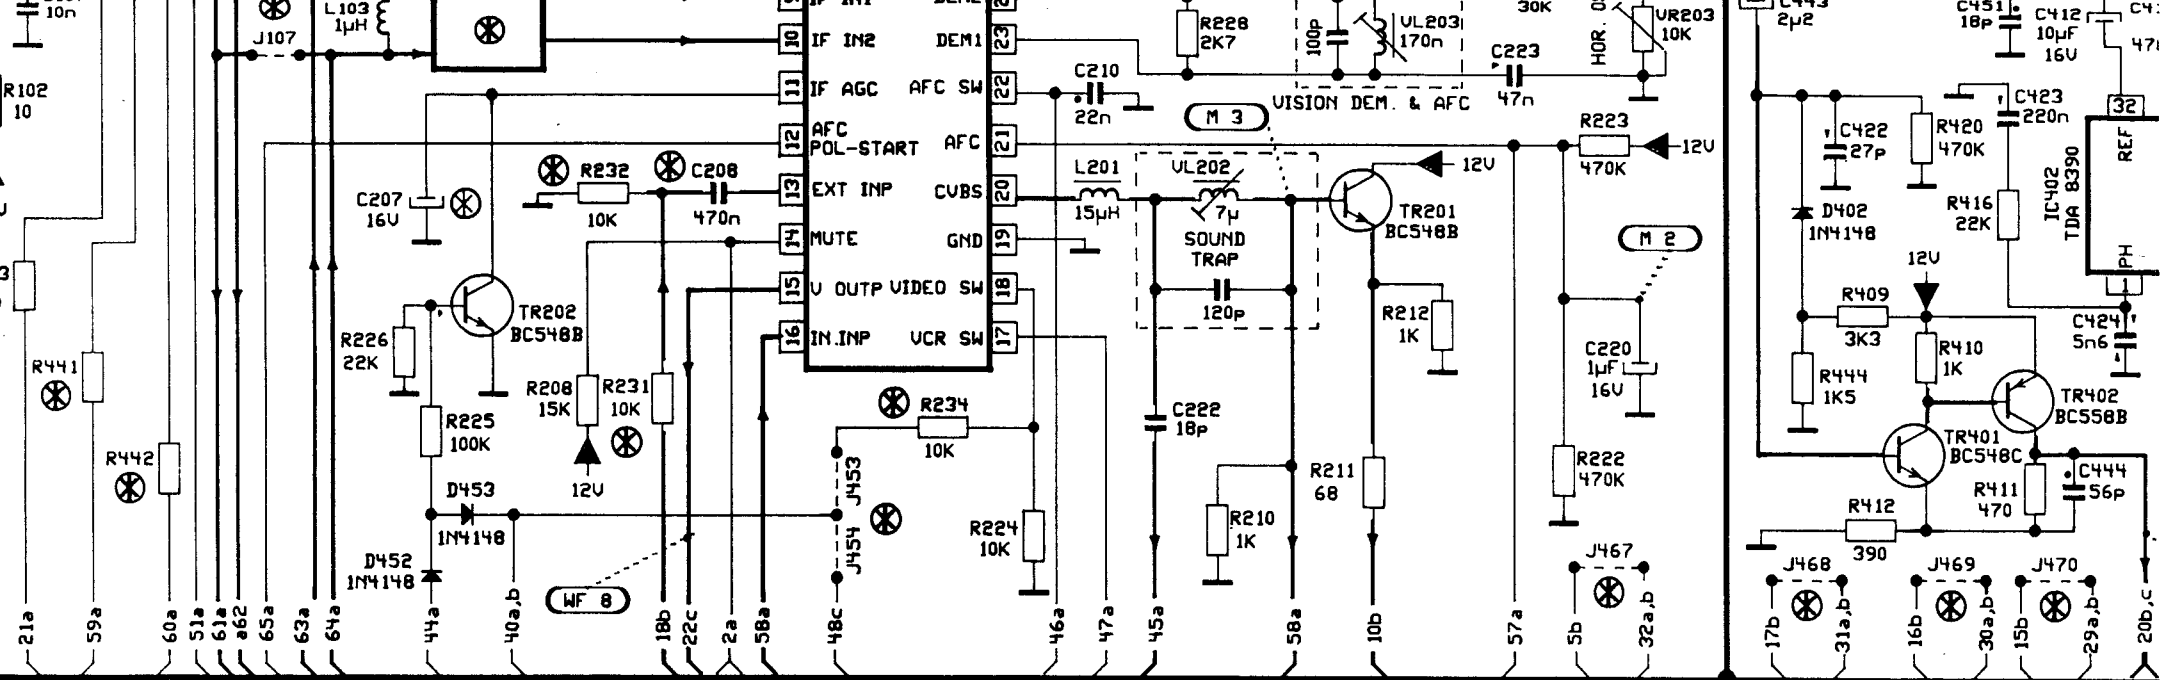 10n
L103
1µH
J107
R102
10
10
IF IN2
DEM1
23
11
IF AGC
AFC SW
22
12
AFC
POL-START
AFC
21
13
EXT INP
CVBS
20
14
MUTE
GND
19
15
V OUTP
VIDEO SW
18
16
IN.INP
VCR SW
17
R228
2K7
100p
VL203
170n
30K
VR203
10K
C223
47n
VISION DEM. & AFC
C210
22n
M 3
R223
470K
12V
12V
L201
15µH
VL202
7µ
SOUND
TRAP
120p
TR201
BC548B
M 2
R212
1K
C220
1µF
16V
C207
16V
R232
10K
C208
470n
TR202
BC548B
R226
22K
R225
100K
R208
15K
12V
R231
10K
R234
10K
J453
J454
D453
1N4148
D452
1N4148
WF 8
R224
10K
C222
18p
R210
1K
R211
68
R222
470K
J467
R441
R442
C443
2µ2
C451
18p
C412
10µF
16V
C423
220n
32
REF
IC402
TDA 8390
PH
1
C422
27p
R420
470K
R416
22K
D402
1N4148
12V
R409
3K3
R410
1K
C424
5n6
R444
1K5
TR402
BC558B
TR401
BC548C
R411
470
C444
56p
R412
390
J468
J469
J470
21a
59a
60a
51a
61a
a62
65a
63a
64a
44a
40a,b
18b
22c
2a
58a
48c
46a
47a
45a
58a
10b
57a
5b
32a,b
17b
31a,b
16b
30a,b
15b
29a,b
20b,c